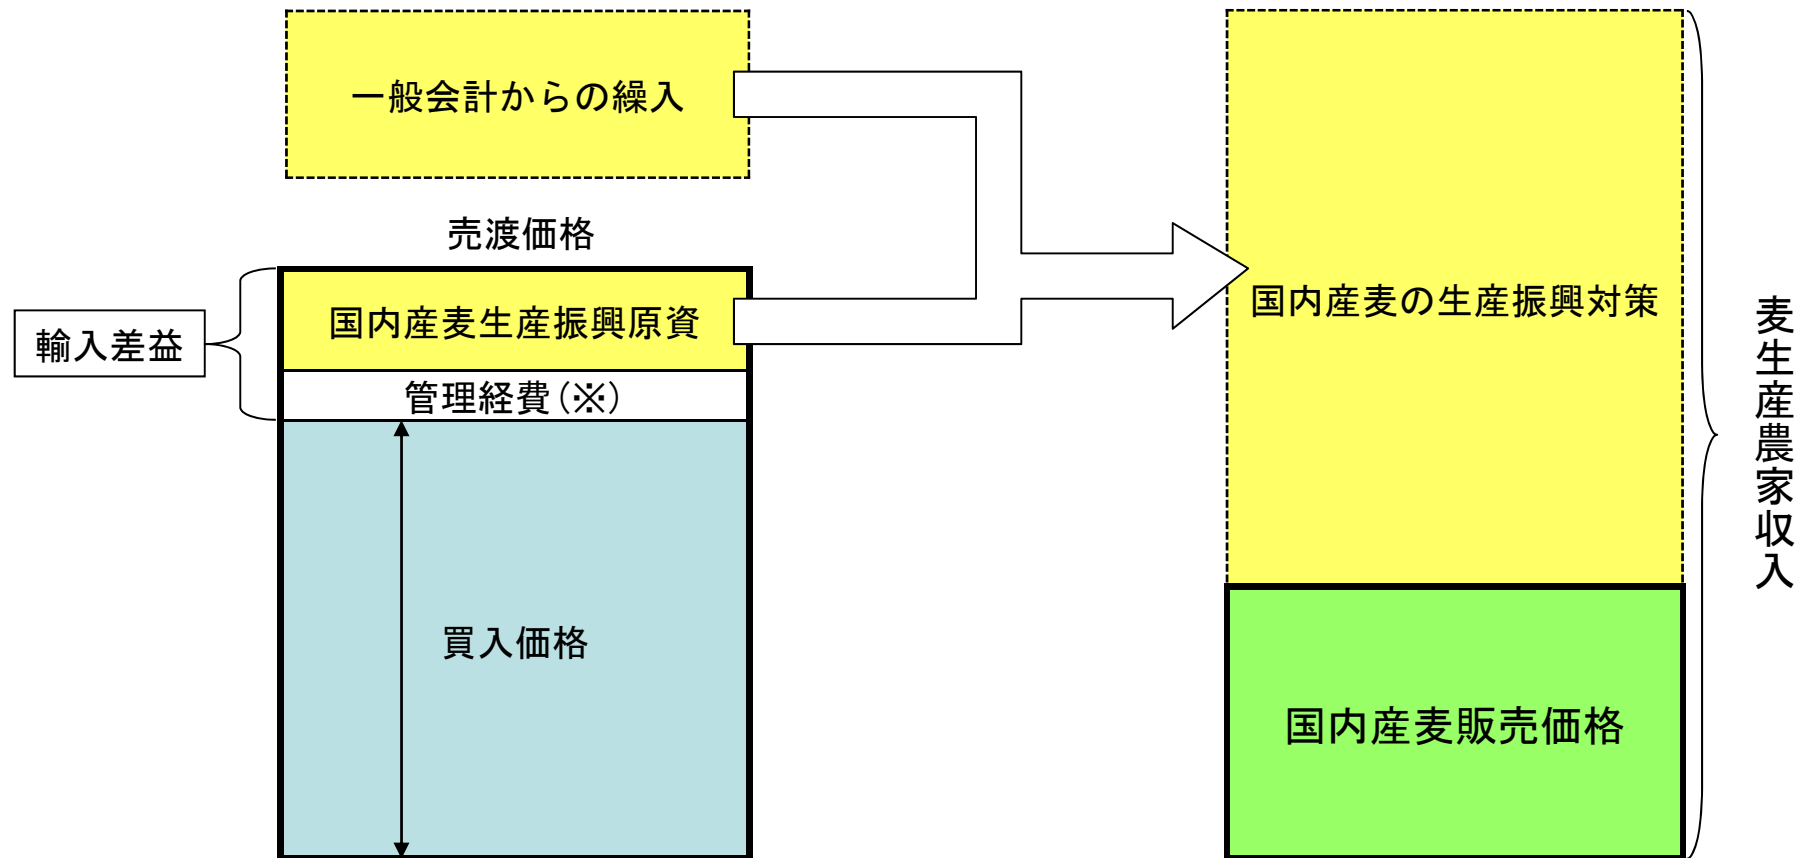 一般会計からの繰入
売渡価格
輸入差益
国内産麦生産振興原資
管理経費(※)
買入価格
国内産麦の生産振興対策
国内産麦販売価格
麦生産農家収入